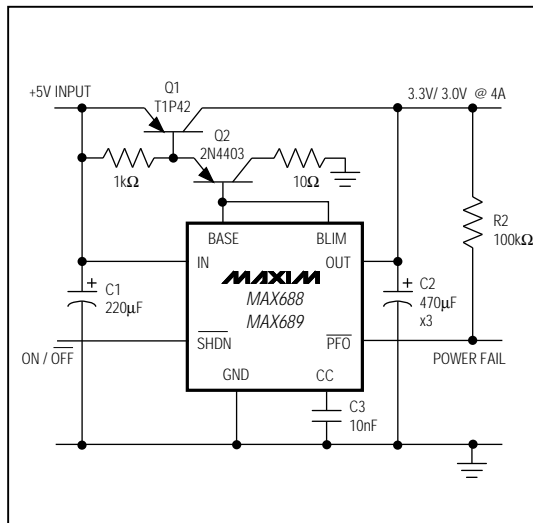 Q1
T1P42
+5V INPUT
3.3V/ 3.0V @ 4A
Q2
2N4403
1kΩ
10Ω
R2
100kΩ
BASE
BLIM
IN
OUT
MAXIM
MAX688
MAX689
C1
220µF
C2
470µF
x3
SHDN
PFO
ON / OFF
POWER FAIL
GND
CC
C3
10nF
+
+